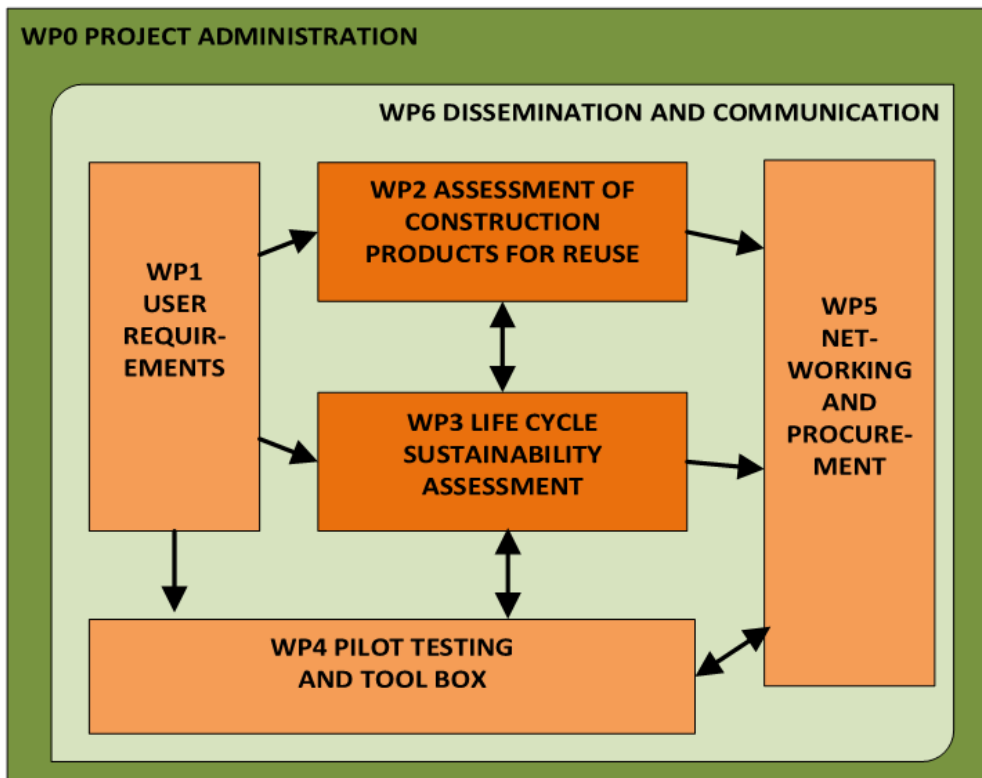 WP0 PROJECT ADMINISTRATION
WP6 DISSEMINATION AND COMMUNICATION
WP1
USER
REQUIR-
EMENTS
WP2 ASSESSMENT OF
CONSTRUCTION
PRODUCTS FOR REUSE
WP3 LIFE CYCLE
SUSTAINABILITY
ASSESSMENT
WP4 PILOT TESTING
AND TOOL BOX
WP5
NET-
WORKING
AND
PROCURE-
MENT